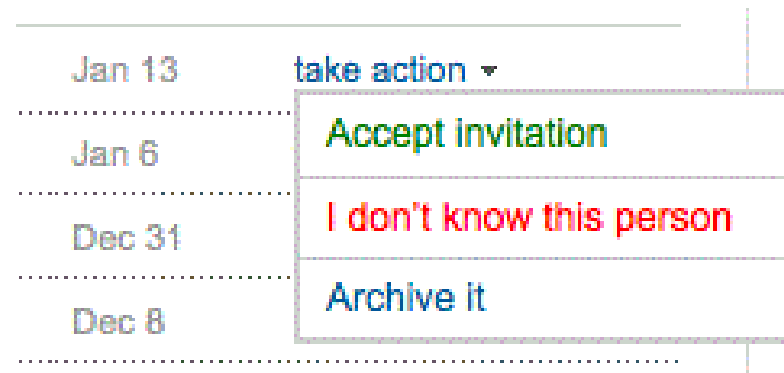 Jan 13 take action
Accept invitation
Jan 6
I don't know this person
Dec 31
Archive it
Dec 8